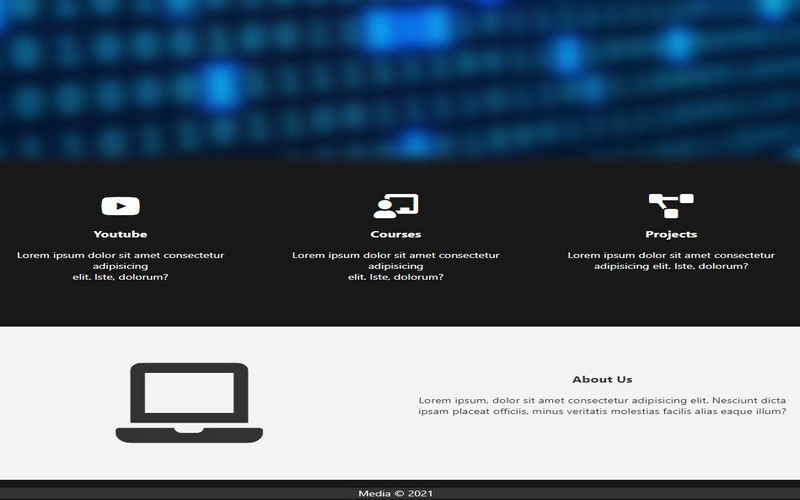 Youtube
Lorem ipsum dolor sit amet consectetur
adipisicing
elit. Iste, dolorum?
Courses
Lorem ipsum dolor sit amet consectetur
adipisicing
elit. Iste, dolorum?
Projects
Lorem ipsum dolor sit amet consectetur
adipisicing elit. Iste, dolorum?
About Us
Lorem ipsum, dolor sit amet consectetur adipisicing elit. Nesciunt dicta
ipsam placeat officiis, minus veritatis molestias facilis alias eaque illum?
Media © 2021